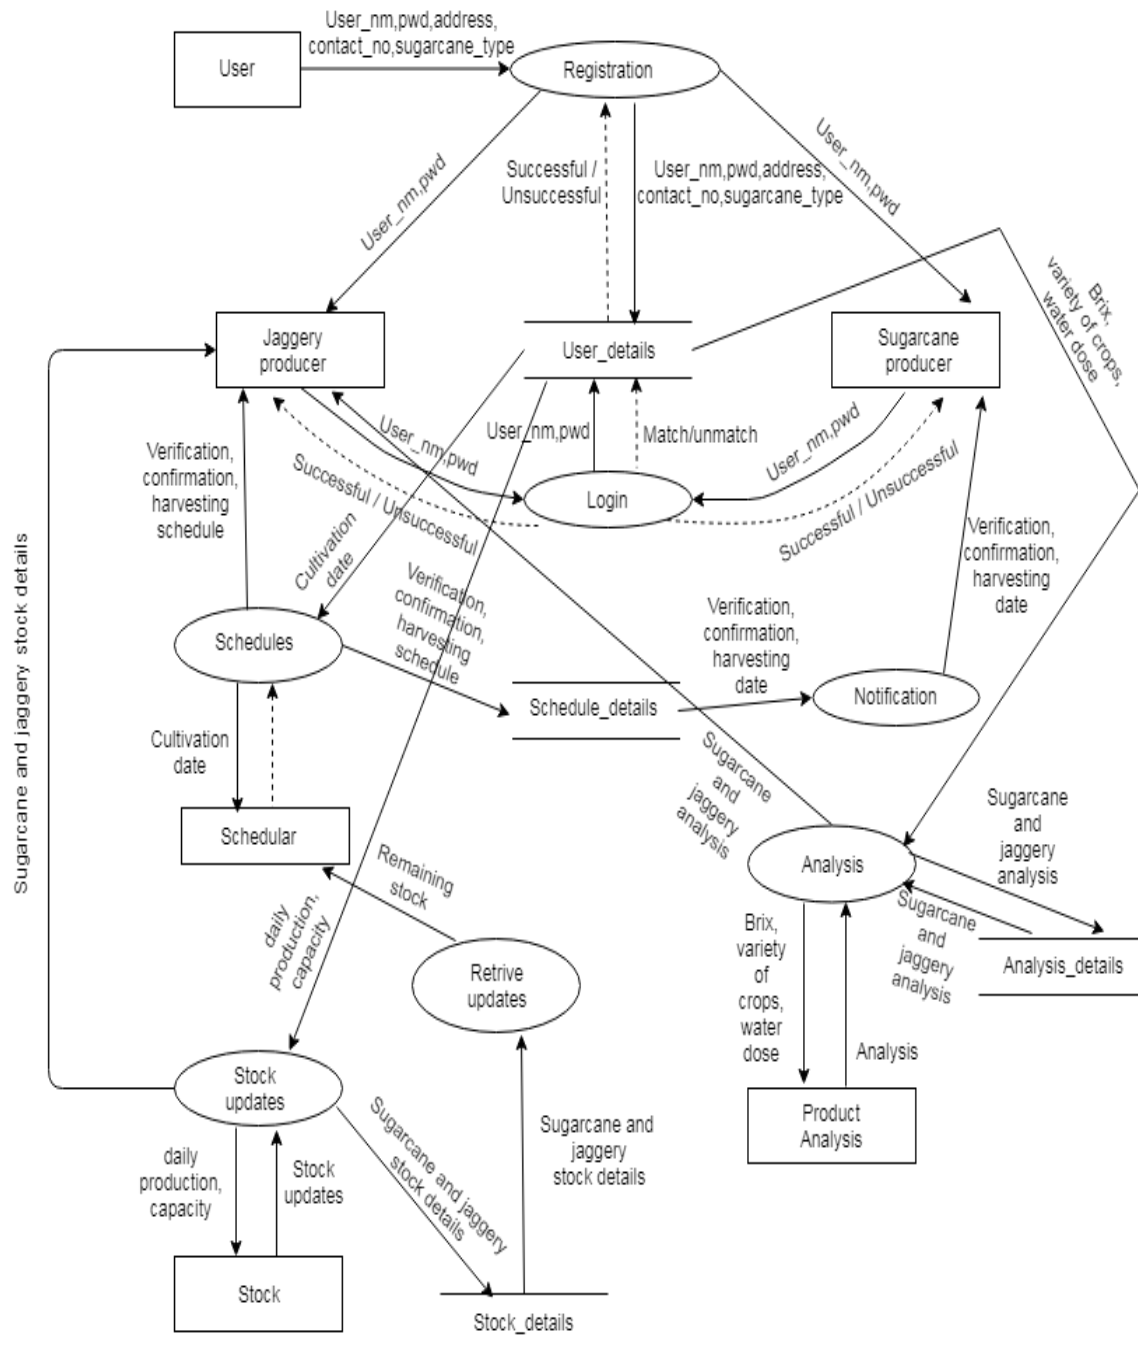 User_nm,pwd,address,
contact_no,sugarcane_type
User
Registration
User_nm,pwd
Successful /
Unsuccessful
User_nm,pwd,address,
contact_no,sugarcane_type
User_nm,pwd
Brix,
variety of crops,
water dose
Jaggery
producer
User_details
Sugarcane
producer
User_nm,pwd
User_nm,pwd
Match/unmatch
User_nm,pwd
Verification,
confirmation,
harvesting
schedule
Successful / Unsuccessful
Login
Successful / Unsuccessful
Cultivation
date
Verification,
confirmation,
harvesting
schedule
Verification,
confirmation,
harvesting
date
Verification,
confirmation,
harvesting
date
Schedules
Schedule_details
Notification
Sugarcane and jaggery stock details
Cultivation
date
Sugarcane
and
jaggery
analysis
Sugarcane
and
jaggery
analysis
Schedular
Remaining
stock
Analysis
daily
production,
capacity
Brix,
variety
of
crops,
water
dose
Sugarcane
and
jaggery
analysis
Analysis_details
Retrive
updates
Analysis
Stock
updates
Sugarcane and jaggery
stock details
Sugarcane and
jaggery
stock details
Product
Analysis
daily
production,
capacity
Stock
updates
Stock
Stock_details